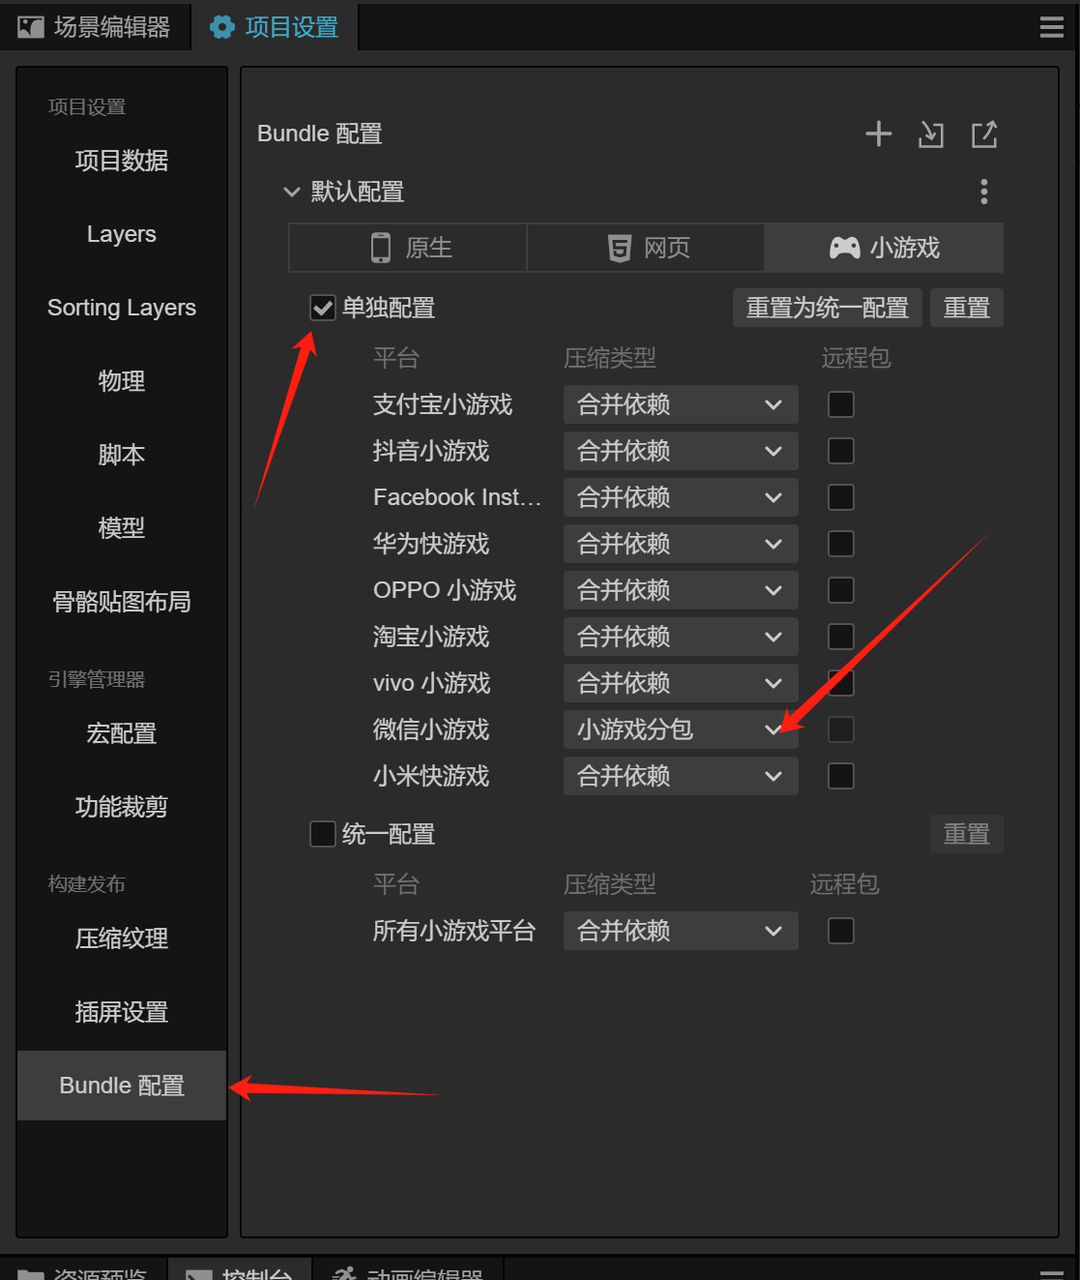 场景编辑器
项目设置
项目设置
项目数据
Layers
Sorting Layers
物理
脚本
模型
骨骼贴图布局
引擎管理器
宏配置
功能裁剪
构建发布
压缩纹理
插屏设置
Bundle 配置
Bundle 配置
默认配置
原生 网页 小游戏
单独配置 重置为统一配置 重置
平台 压缩类型 远程包
支付宝小游戏 合并依赖
抖音小游戏 合并依赖
Facebook Inst... 合并依赖
华为快游戏 合并依赖
OPPO 小游戏 合并依赖
淘宝小游戏 合并依赖
vivo 小游戏 合并依赖
微信小游戏 小游戏分包
小米快游戏 合并依赖
统一配置 重置
平台 压缩类型 远程包
所有小游戏平台 合并依赖
资源预览 控制台 动画编辑器